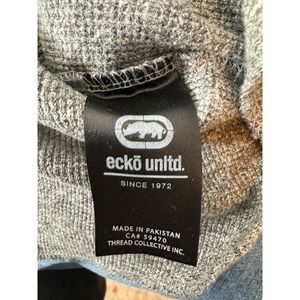 eckō unltd.
SINCE 1972
MADE IN PAKISTAN
CA# 59470
THREAD COLLECTIVE INC.